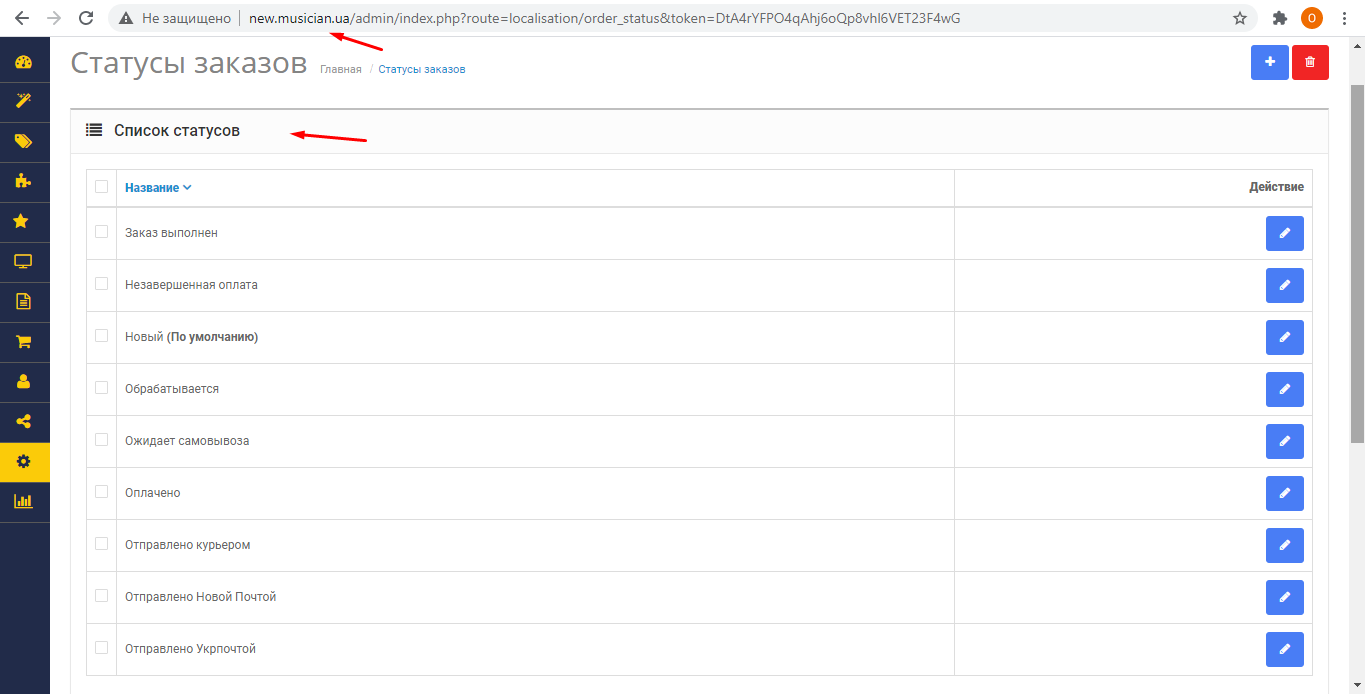 Не защищено
new.musician.ua/admin/index.php?route=localisation/order_status&token=DtA4rYFPO4qAhj6oQp8vhI6VET23F4wG
O
Статусы заказов
Главная / Статусы заказов
Список статусов
Название
Действие
Заказ выполнен
Незавершенная оплата
Новый (По умолчанию)
Обрабатывается
Ожидает самовывоза
Оплачено
Отправлено курьером
Отправлено Новой Почтой
Отправлено Укрпочтой